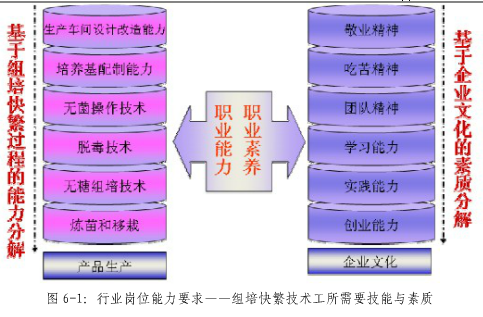 基于组培快繁过程的能力分解
生产车间设计改造能力
培养基配制能力
无菌操作技术
脱毒技术
无糖组培技术
炼苗和移栽
产品生产
职业能力
职业素养
敬业精神
吃苦精神
团队精神
学习能力
实践能力
创业能力
企业文化
基于企业文化的素质分解
图 6-1：行业岗位能力要求——组培快繁技术工所需要技能与素质